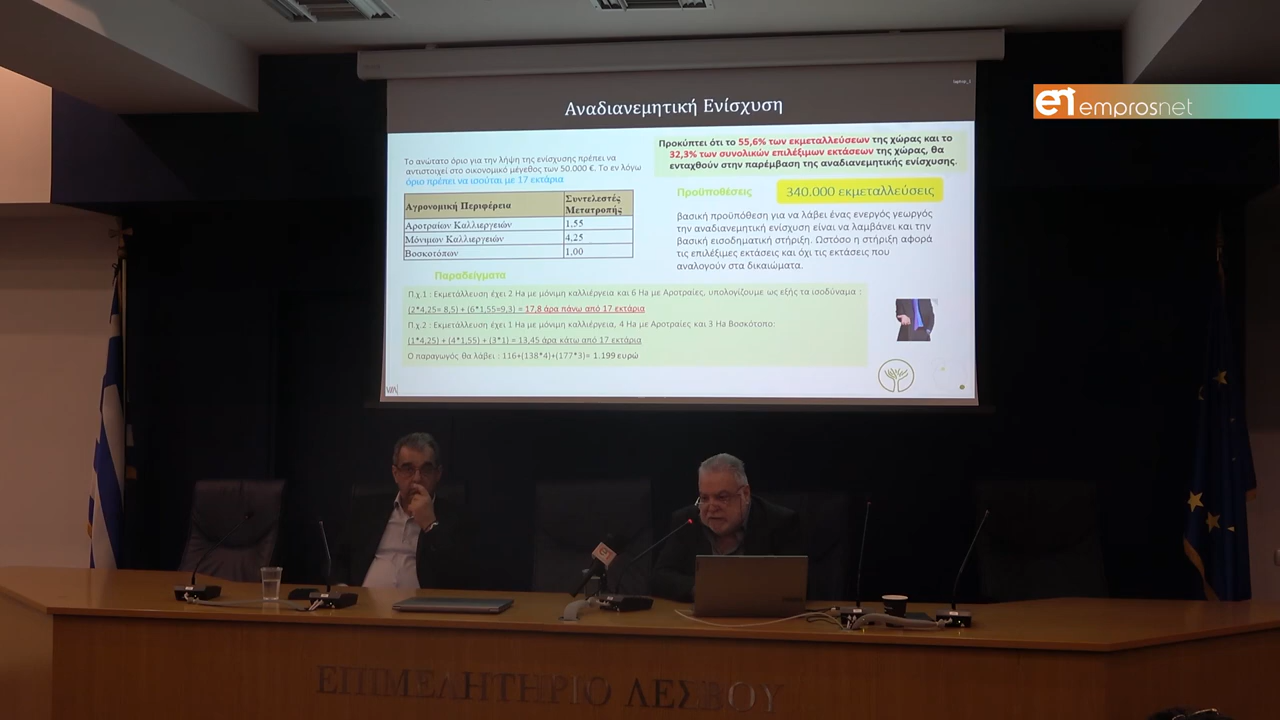 emprosnet
Αναδιανεμητική Ενίσχυση
Το ανώτατο όριο για την λήψη της ενίσχυσης πρέπει να
αντιστοιχεί στο οικονομικό μέγεθος των 50.000 €. Το εν λόγω
όριο πρέπει να ισούται με 17 εκτάρια
Αγρονομική Περιφέρεια Συντελεστές Μετατροπής
Αροτραίων Καλλιεργειών 1,55
Μόνιμων Καλλιεργειών 4,25
Βοσκοτόπων 1,00
Προκύπτει ότι το 55,6% των εκμεταλλεύσεων της χώρας και το
32,3% των συνολικών επιλέξιμων εκτάσεων της χώρας, θα
ενταχθούν στην παρέμβαση της αναδιανεμητικής ενίσχυσης.
Προϋποθέσεις 340.000 εκμεταλλεύσεις
βασική προϋπόθεση για να λάβει ένας ενεργός γεωργός
την αναδιανεμητική ενίσχυση είναι να λαμβάνει και την
βασική εισοδηματική στήριξη. Ωστόσο η στήριξη αφορά
τις επιλέξιμες εκτάσεις και όχι τις εκτάσεις που
αναλογούν στα δικαιώματα.
Παραδείγματα
Π.χ.1 : Εκμετάλλευση έχει 2 Ha με μόνιμη καλλιέργεια και 6 Ha με Αροτραίες, υπολογίζουμε ως εξής τα ισοδύναμα :
(2*4,25= 8,5) + (6*1,55=9,3) = 17,8 άρα πάνω από 17 εκτάρια
Π.χ.2 : Εκμετάλλευση έχει 1 Ha με μόνιμη καλλιέργεια, 4 Ha με Αροτραίες και 3 Ha Βοσκότοπο:
(1*4,25) + (4*1,55) + (3*1) = 13,45 άρα κάτω από 17 εκτάρια
Ο παραγωγός θα λάβει : 116+(138*4)+(177*3)= 1.199 ευρώ
ΕΠΙΜΕΛΗΤΗΡΙΟ ΛΕΣΒΟΥ